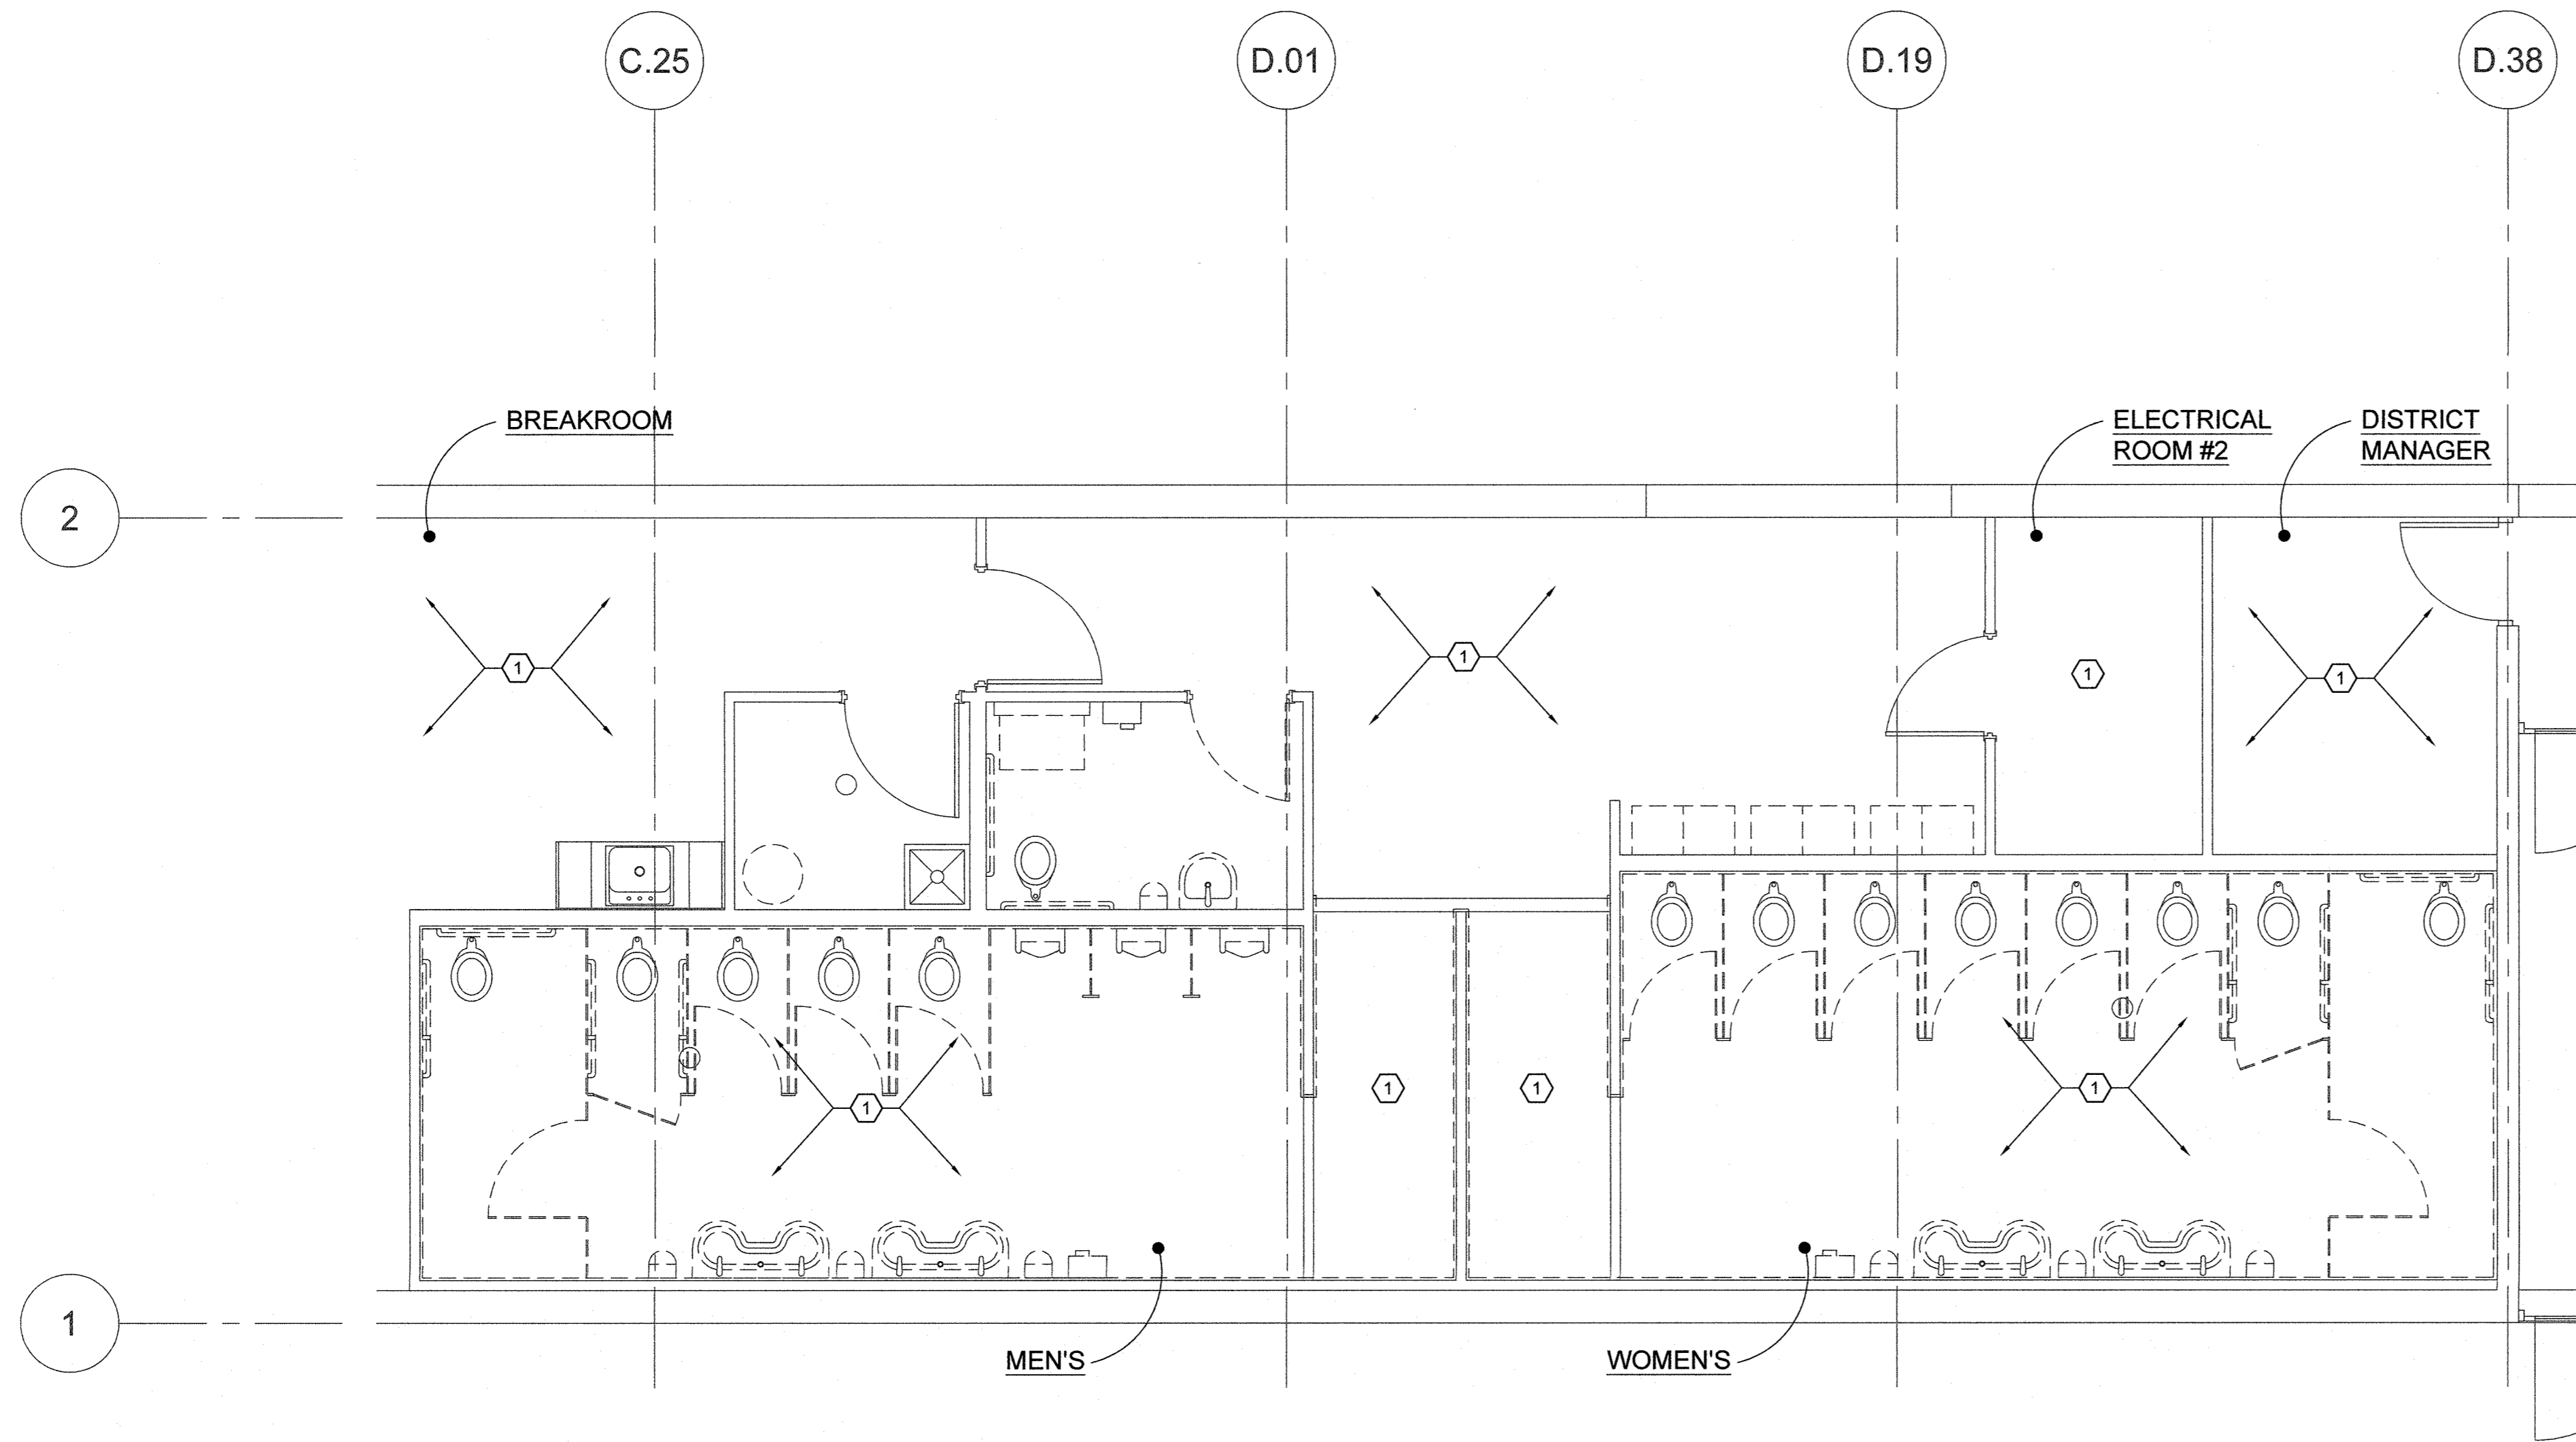 C.25
D.01
D.19
D.38
BREAKROOM
ELECTRICAL
ROOM #2
DISTRICT
MANAGER
2
1
1
1
1
1
1
1
1
1
MEN'S
WOMEN'S